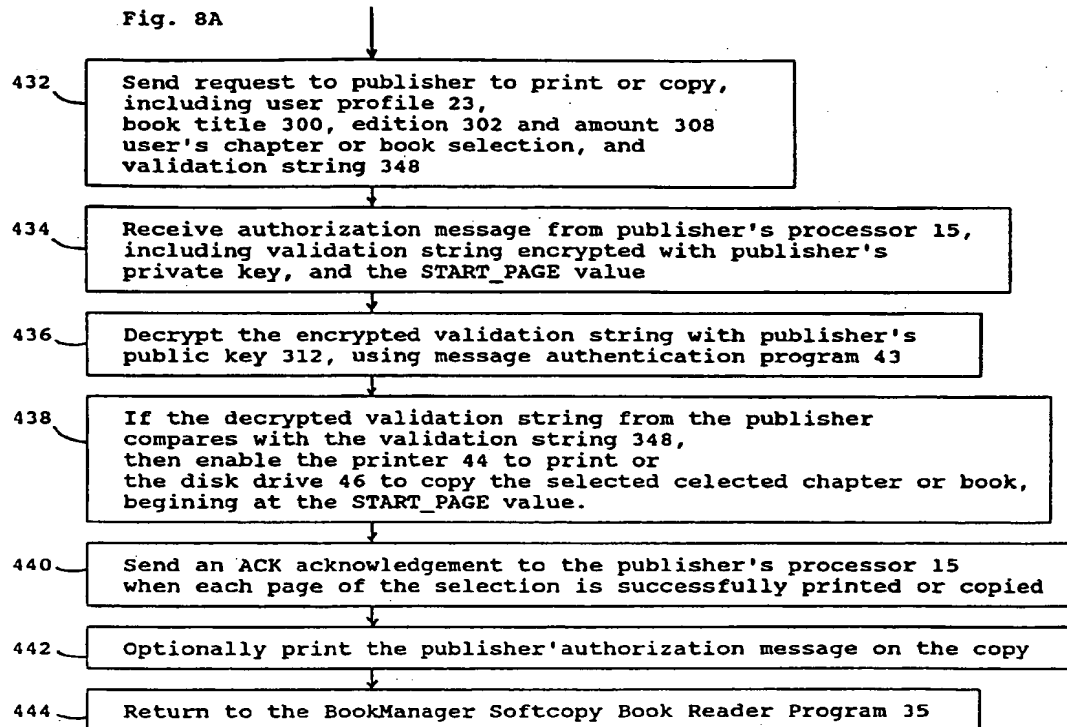 Fig. 8A
432
Send request to publisher to print or copy,
including user profile 23,
book title 300, edition 302 and amount 308
user's chapter or book selection, and
validation string 348
434
Receive authorization message from publisher's processor 15,
including validation string encrypted with publisher's
private key, and the START_PAGE value
436
Decrypt the encrypted validation string with publisher's
public key 312, using message authentication program 43
438
If the decrypted validation string from the publisher
compares with the validation string 348,
then enable the printer 44 to print or
the disk drive 46 to copy the selected celected chapter or book,
begining at the START_PAGE value.
440
Send an ACK acknowledgement to the publisher's processor 15
when each page of the selection is successfully printed or copied
442
Optionally print the publisher'authorization message on the copy
444
Return to the BookManager Softcopy Book Reader Program 35